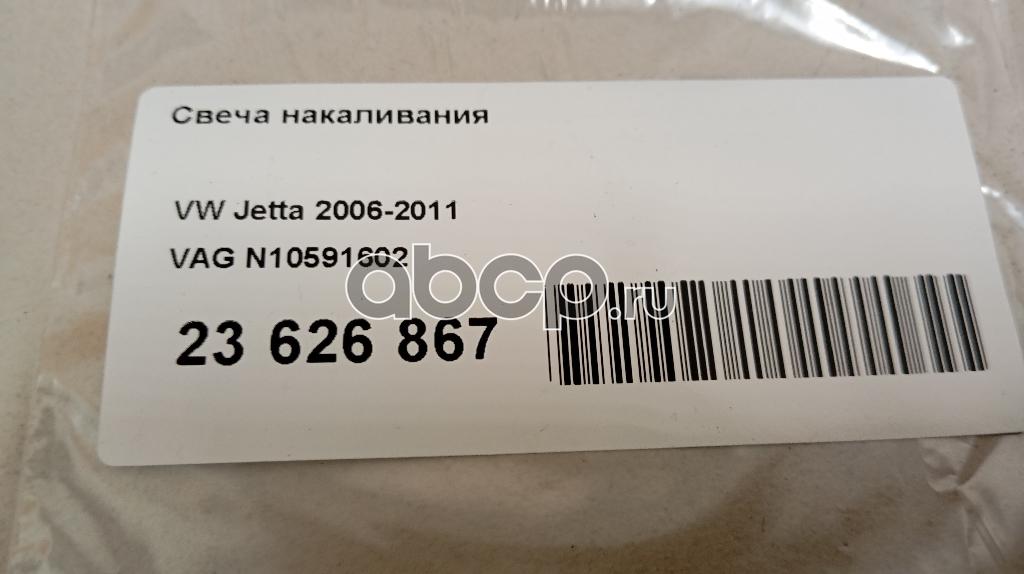 Свеча накаливания
VW Jetta 2006-2011
VAG N10591602
abcp.ru
23 626 867